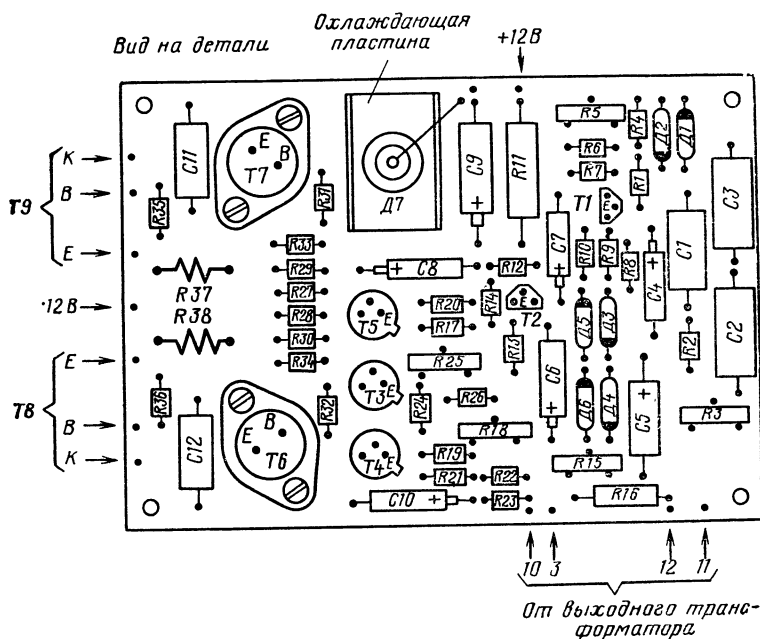 Охлаждающая
пластина
Вид на детали
+12В
К
В
Т9
Е
·12В
Е
Т8
В
К
C11
E
B
T7
R35
R31
Д7
C9
R11
R5
R4
Д2
Д1
R6
R7
R1
T1
E
C3
C1
R33
R29
R27
R28
R30
R34
R37
R38
C8
+
R12
C7
+
R10
R9
R8
C4
T5
E
R20
R17
R14
T2
E
R13
Д5
Д3
R2
C2
R25
C6
+
T3
E
R24
R26
Д6
Д4
C5
+
R3
R36
R32
R18
C12
B
E
T6
T4
E
R19
R21
R22
R23
R15
R16
C10
+
10
3
12
11
От выходного транс-
форматора